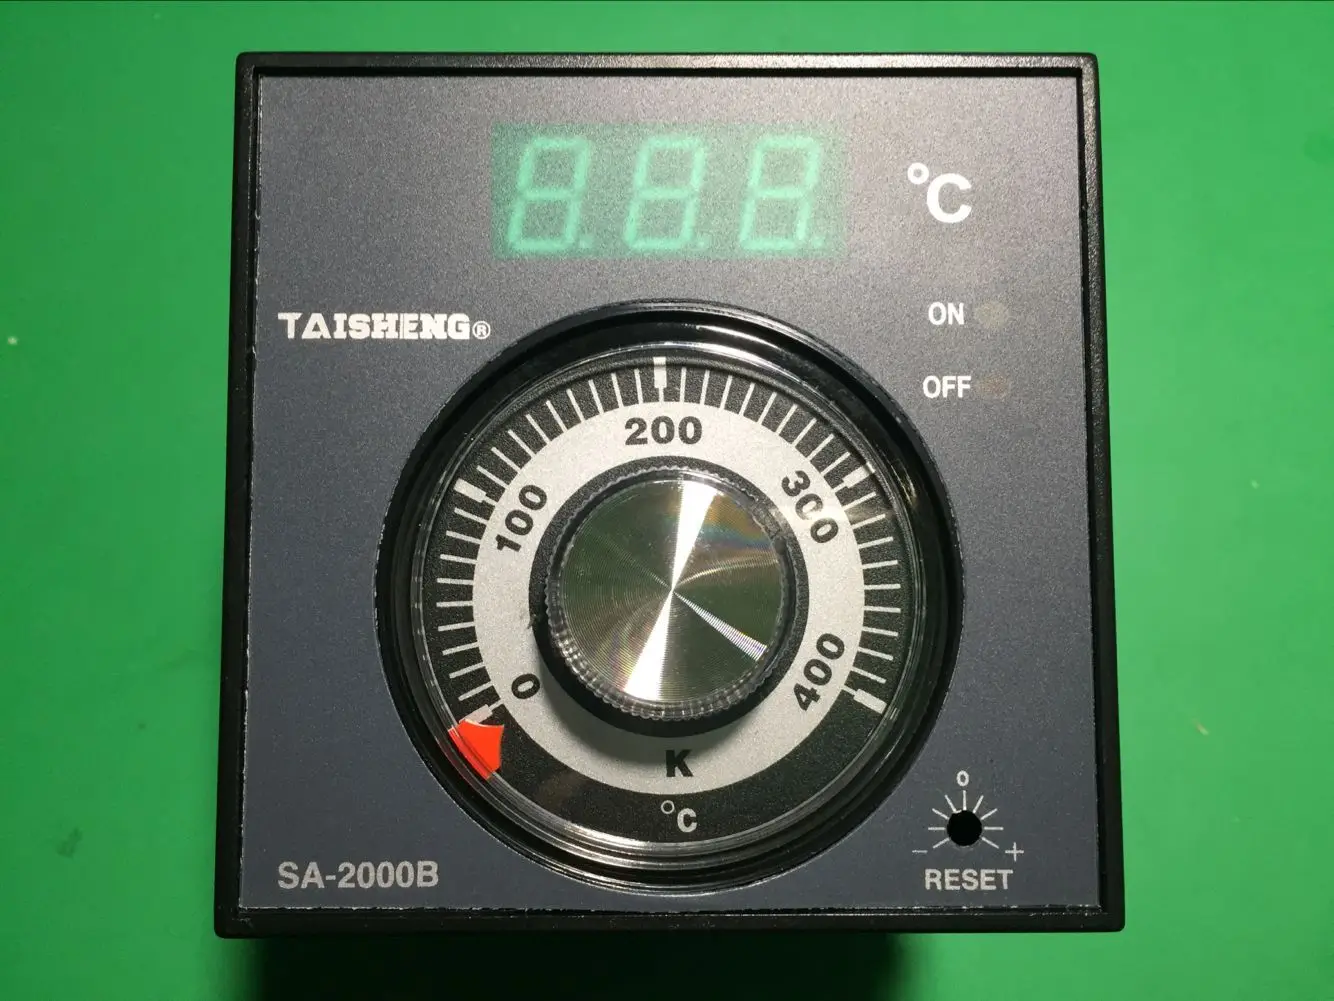 8.8.8.
°C
ON
TAISHENG®
OFF
200
100
300
0
400
K
°C
0
- +
SA-2000B
RESET